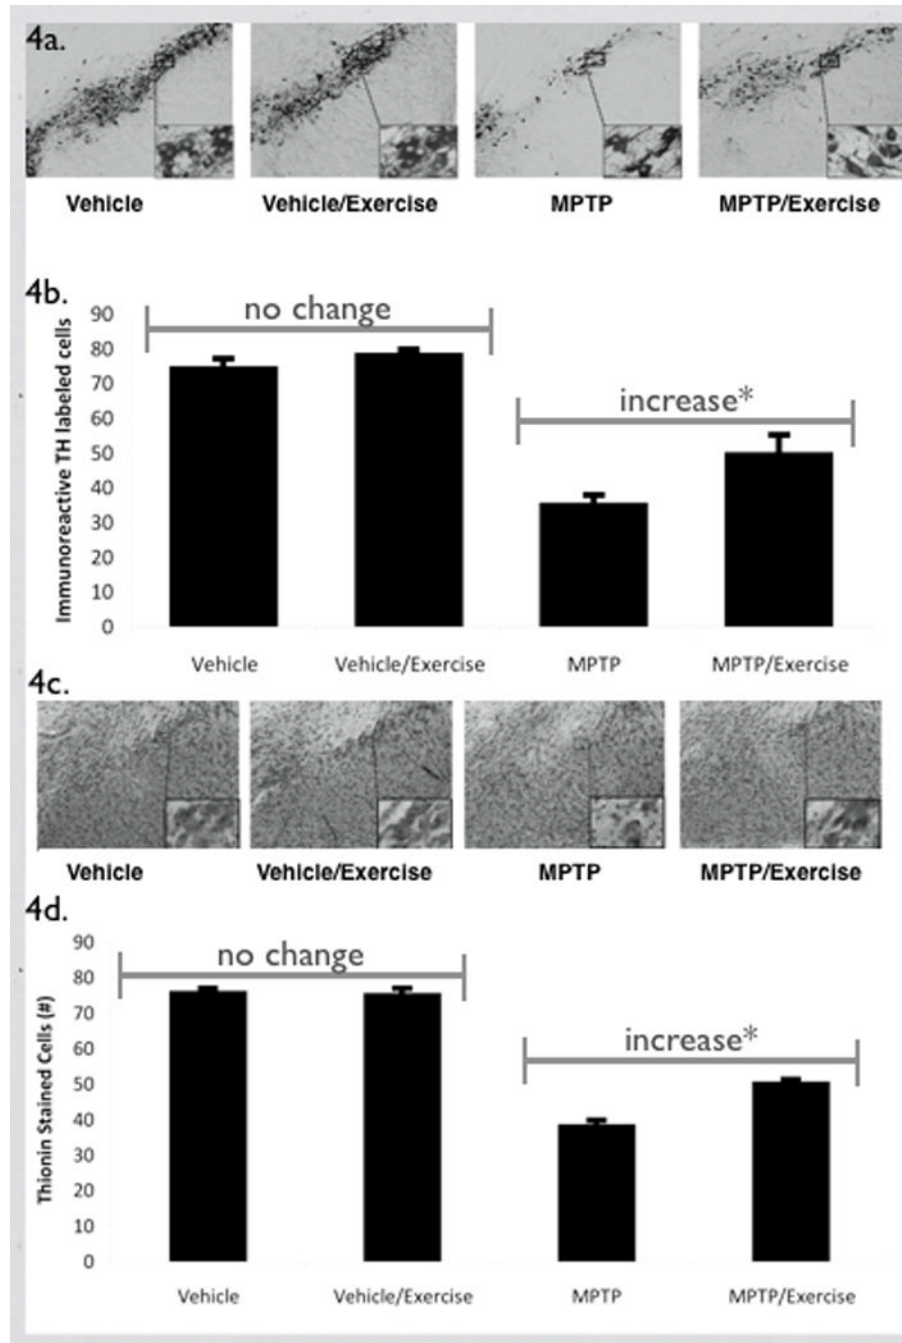 4a.
Vehicle Vehicle/Exercise MPTP MPTP/Exercise
4b.
no change
increase*
Immunoreactive TH labeled cells
90
80
70
60
50
40
30
20
10
0
Vehicle Vehicle/Exercise MPTP MPTP/Exercise
4c.
Vehicle Vehicle/Exercise MPTP MPTP/Exercise
4d.
no change
increase*
Thionin Stained Cells (#)
90
80
70
60
50
40
30
20
10
0
Vehicle Vehicle/Exercise MPTP MPTP/Exercise